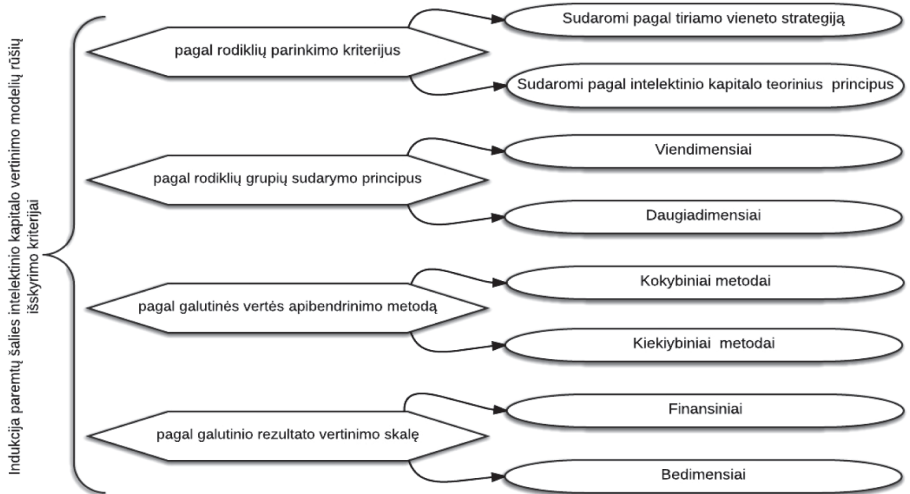 Indukcija paremtų šalies intelektinio kapitalo vertinimo modelių rūšių
išskyrimo kriterijai
pagal rodiklių parinkimo kriterijus
Sudaromi pagal tiriamo vieneto strategiją
Sudaromi pagal intelektinio kapitalo teorinius principus
pagal rodiklių grupių sudarymo principus
Viendimensiai
Daugiadimensiai
pagal galutinės vertės apibendrinimo metodą
Kokybiniai metodai
Kiekiybiniai metodai
pagal galutinio rezultato vertinimo skalę
Finansiniai
Bedimensiai